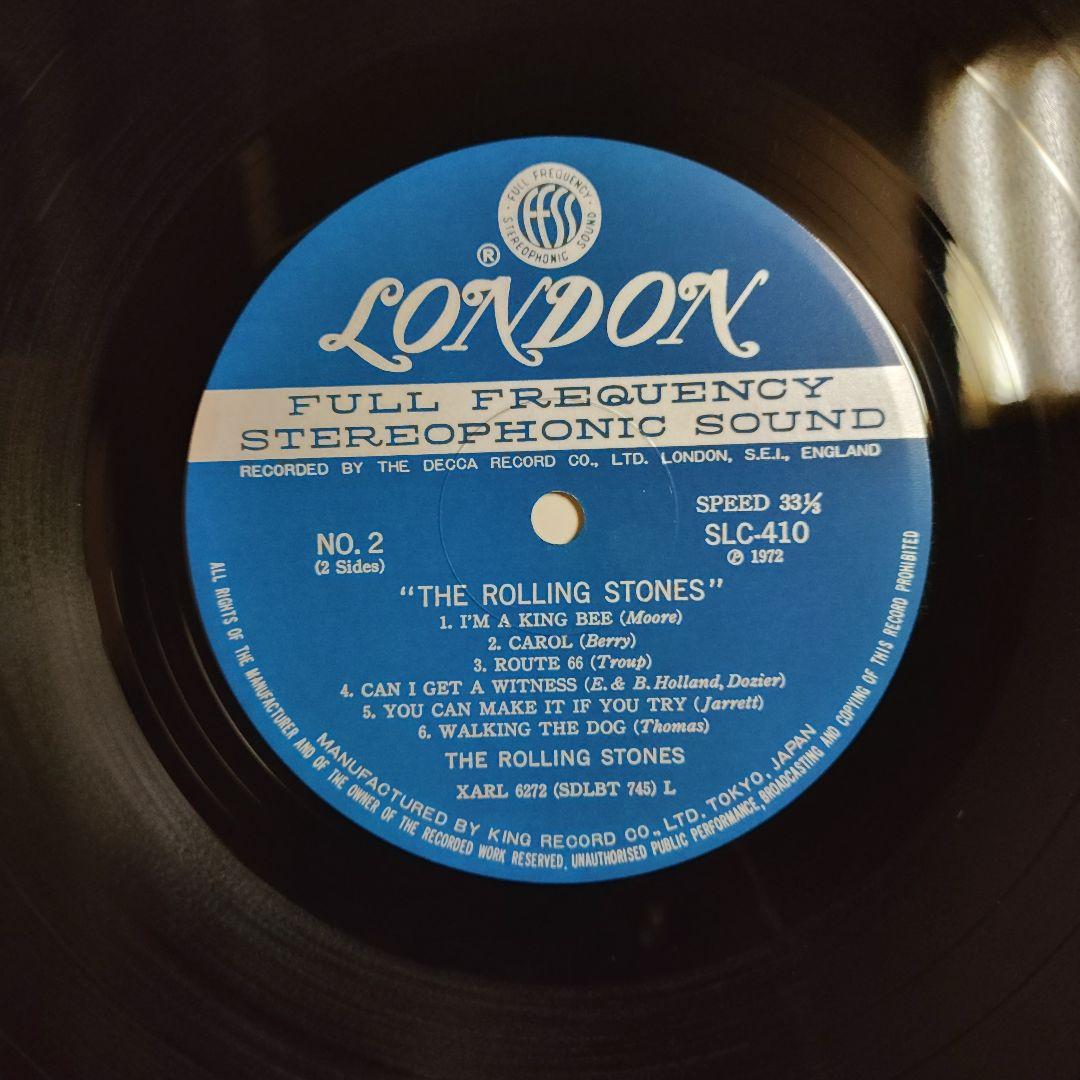 FULL FREQUENCY
FFSS
STEREOPHONIC SOUND
®
LONDON
FULL FREQUENCY
STEREOPHONIC SOUND
RECORDED BY THE DECCA RECORD CO., LTD. LONDON, S.E.I., ENGLAND
SPEED 33⅓
NO. 2
SLC-410
(2 Sides)
℗ 1972
“THE ROLLING STONES”
1. I'M A KING BEE (Moore)
2. CAROL (Berry)
3. ROUTE 66 (Troup)
4. CAN I GET A WITNESS (E. & B. Holland, Dozier)
5. YOU CAN MAKE IT IF YOU TRY (Jarrett)
6. WALKING THE DOG (Thomas)
THE ROLLING STONES
XARL 6272 (SDLBT 745) L
MANUFACTURED BY KING RECORD CO., LTD. TOKYO, JAPAN
ALL RIGHTS OF THE MANUFACTURER AND OF THE OWNER OF THE RECORDED WORK RESERVED, UNAUTHORISED PUBLIC PERFORMANCE, BROADCASTING AND COPYING OF THIS RECORD PROHIBITED